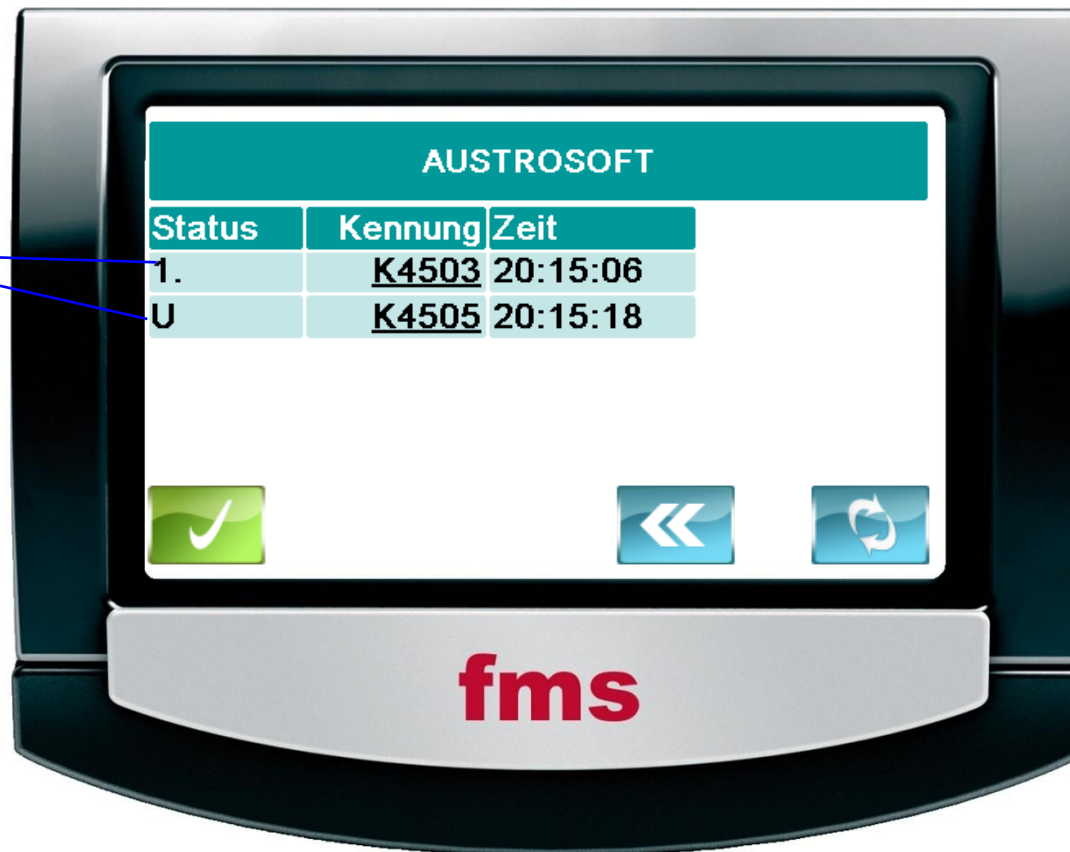 AUSTROSOFT
Status Kennung Zeit
1. K4503 20:15:06
U K4505 20:15:18
fms